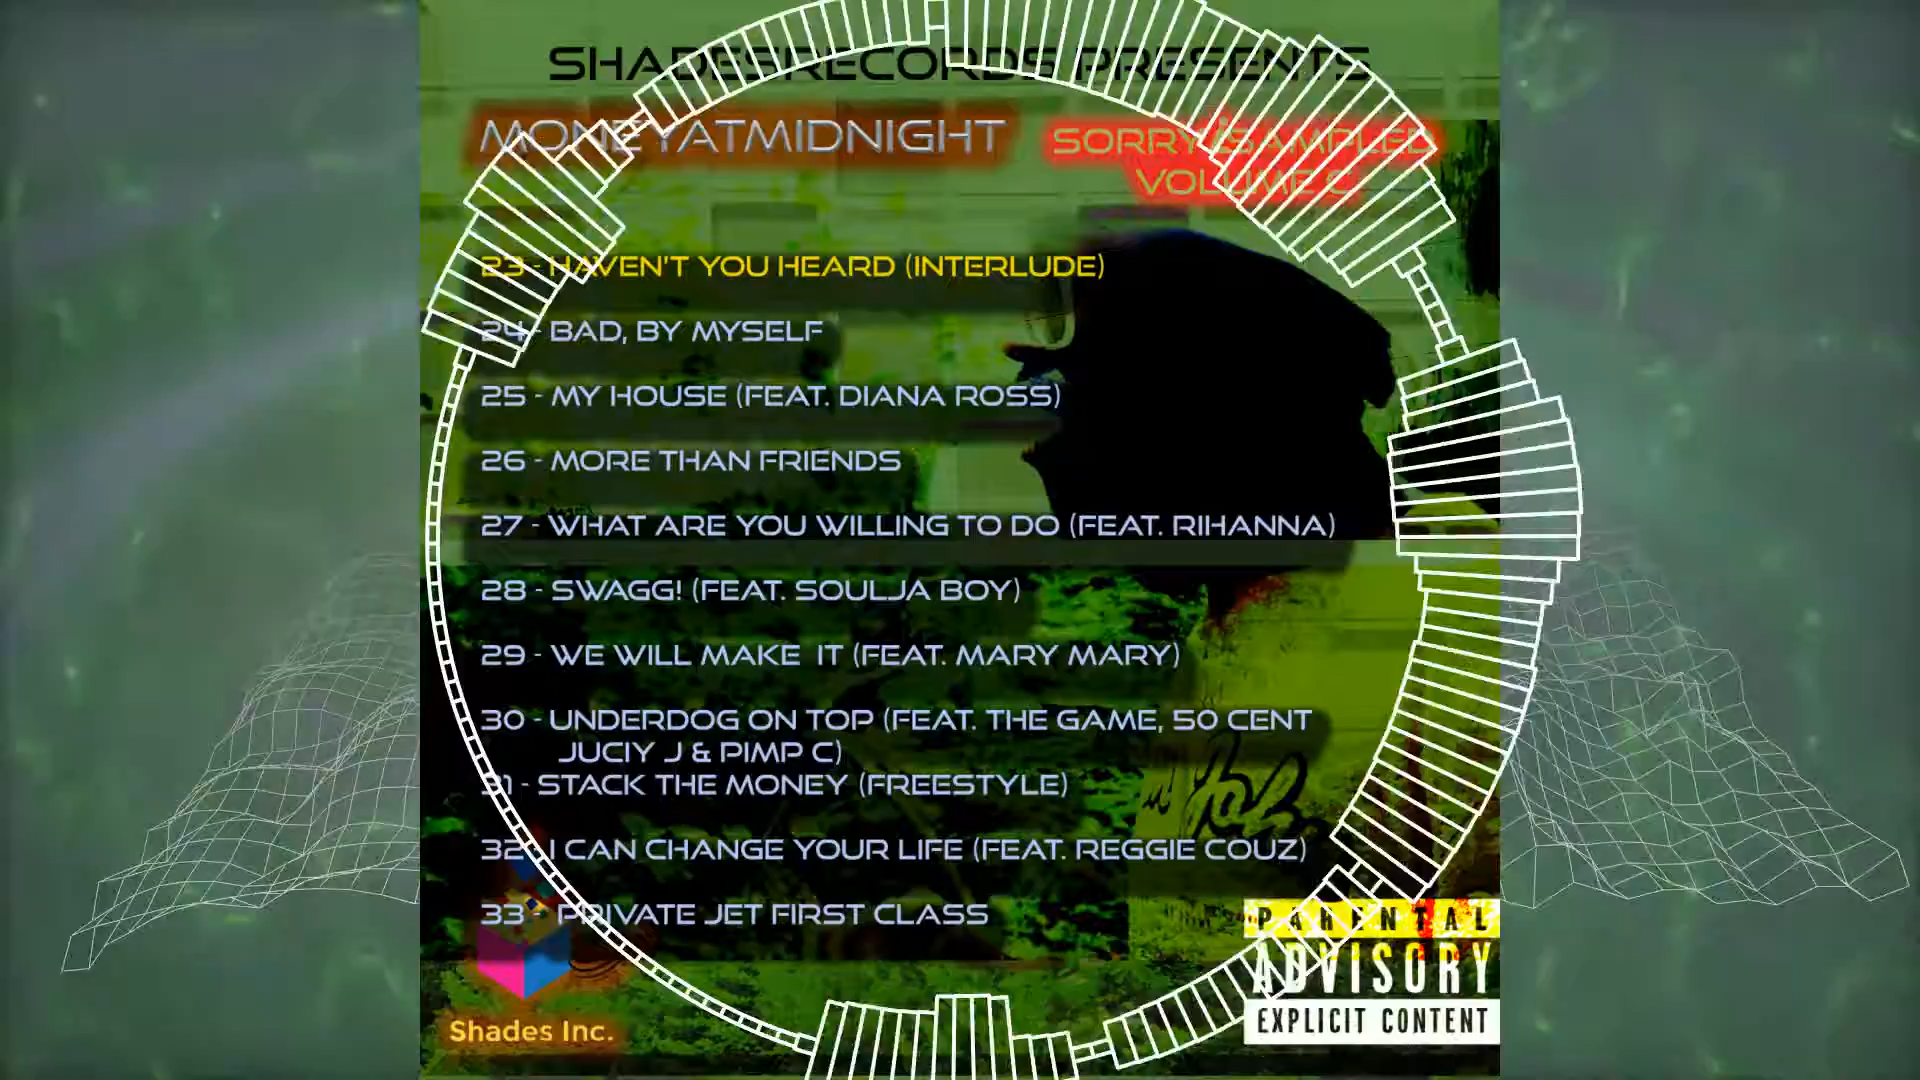 SHADESRECORDS PRESENTS
MONEYATMIDNIGHT
SORRY ISAMPLED
VOLUME C
23 - HAVEN'T YOU HEARD (INTERLUDE)
24 - BAD, BY MYSELF
25 - MY HOUSE (FEAT. DIANA ROSS)
26 - MORE THAN FRIENDS
27 - WHAT ARE YOU WILLING TO DO (FEAT. RIHANNA)
28 - SWAGG! (FEAT. SOULJA BOY)
29 - WE WILL MAKE IT (FEAT. MARY MARY)
30 - UNDERDOG ON TOP (FEAT. THE GAME, 50 CENT
JUCIY J & PIMP C)
31 - STACK THE MONEY (FREESTYLE)
32 - I CAN CHANGE YOUR LIFE (FEAT. REGGIE COUZ)
33 - PRIVATE JET FIRST CLASS
Shades Inc.
PARENTAL
ADVISORY
EXPLICIT CONTENT